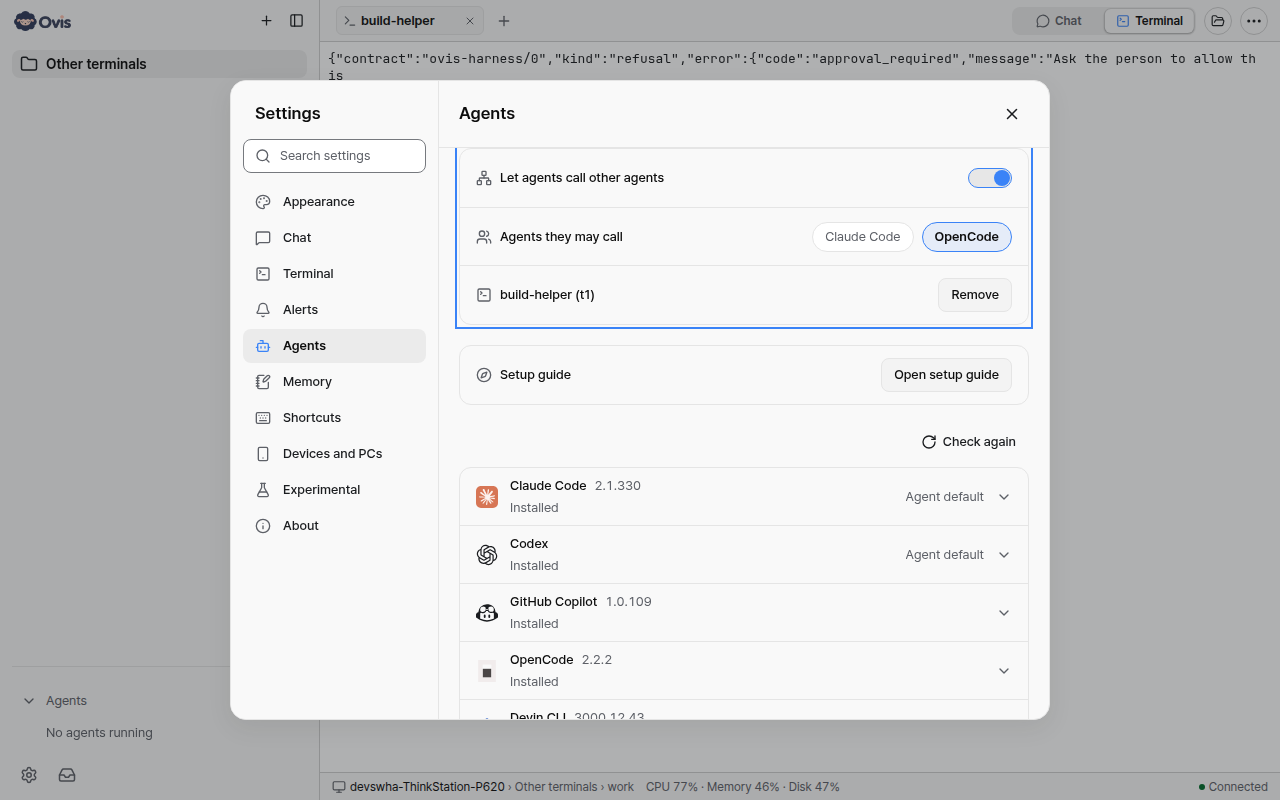 Ovis
build-helper
Chat
Terminal
Other terminals
{"contract":"ovis-harness/0","kind":"refusal","error":{"code":"approval_required","message":"Ask the person to allow th
is
Settings
Search settings
Appearance
Chat
Terminal
Alerts
Agents
Memory
Shortcuts
Devices and PCs
Experimental
About
Agents
Let agents call other agents
Agents they may call
Claude Code
OpenCode
build-helper (t1)
Remove
Setup guide
Open setup guide
Check again
Claude Code 2.1.330
Installed
Agent default
Codex
Installed
Agent default
GitHub Copilot 1.0.109
Installed
OpenCode 2.2.2
Installed
Devin CLI 3000.12.43
Agents
No agents running
devswha-ThinkStation-P620 › Other terminals › work CPU 77% · Memory 46% · Disk 47%
Connected